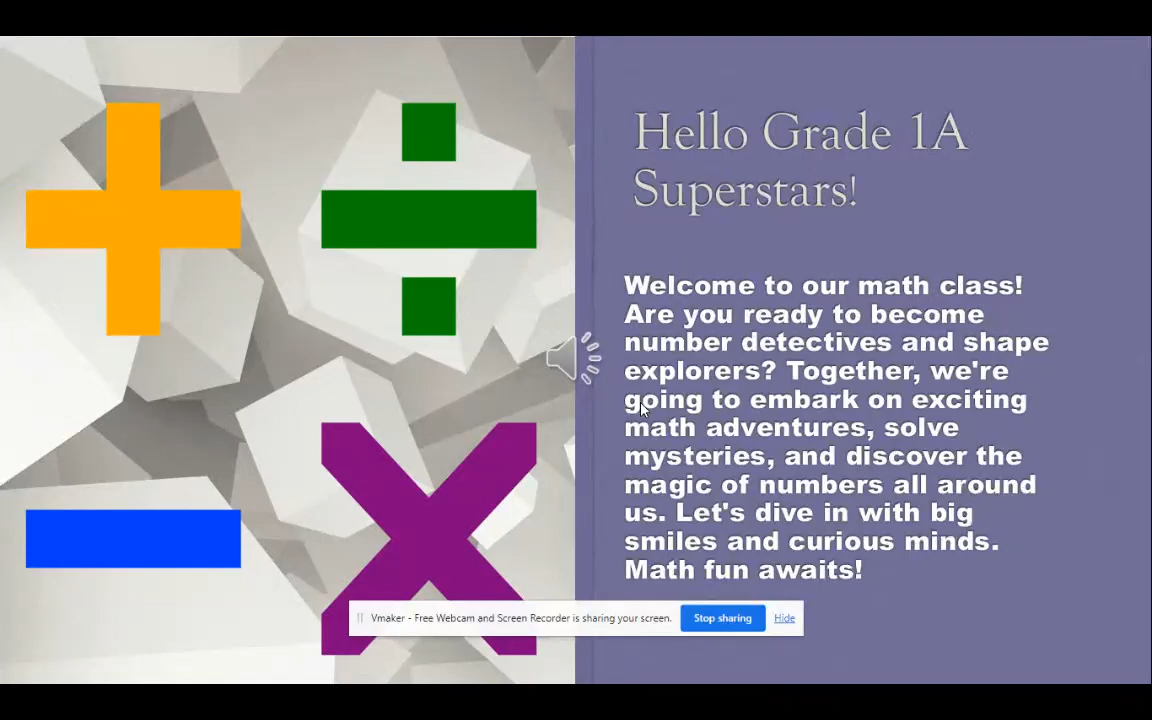 Hello Grade 1A
Superstars!
Welcome to our math class!
Are you ready to become
number detectives and shape
explorers? Together, we're
going to embark on exciting
math adventures, solve
mysteries, and discover the
magic of numbers all around
us. Let's dive in with big
smiles and curious minds.
Math fun awaits!
Vmaker - Free Webcam and Screen Recorder is sharing your screen. Stop sharing Hide